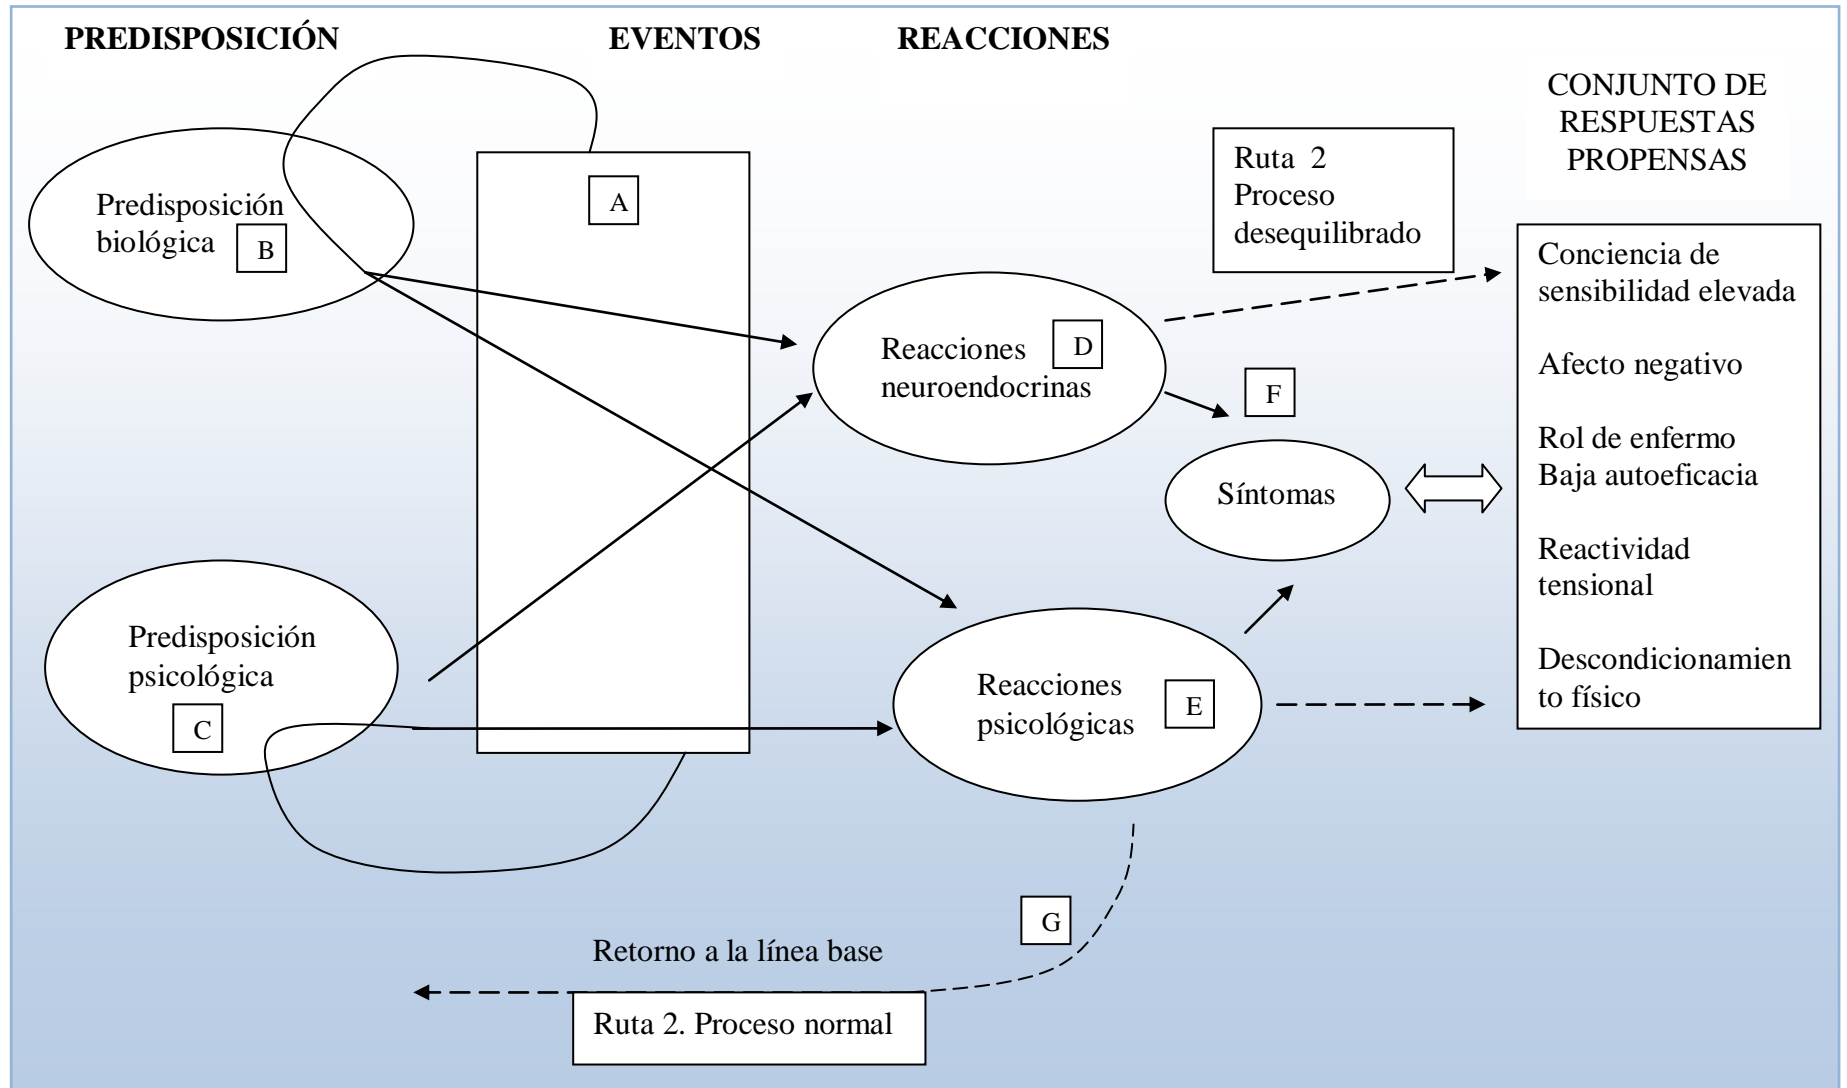 PREDISPOSICIÓN
EVENTOS
REACCIONES
CONJUNTO DE
RESPUESTAS
PROPENSAS
Predisposición
biológica
B
A
Ruta 2
Proceso
desequilibrado
Reacciones
neuroendocrinas
D
F
Síntomas
Conciencia de
sensibilidad elevada
Afecto negativo
Rol de enfermo
Baja autoeficacia
Reactividad
tensional
Descondicionamien
to físico
Predisposición
psicológica
C
Reacciones
psicológicas
E
G
Retorno a la línea base
Ruta 2. Proceso normal